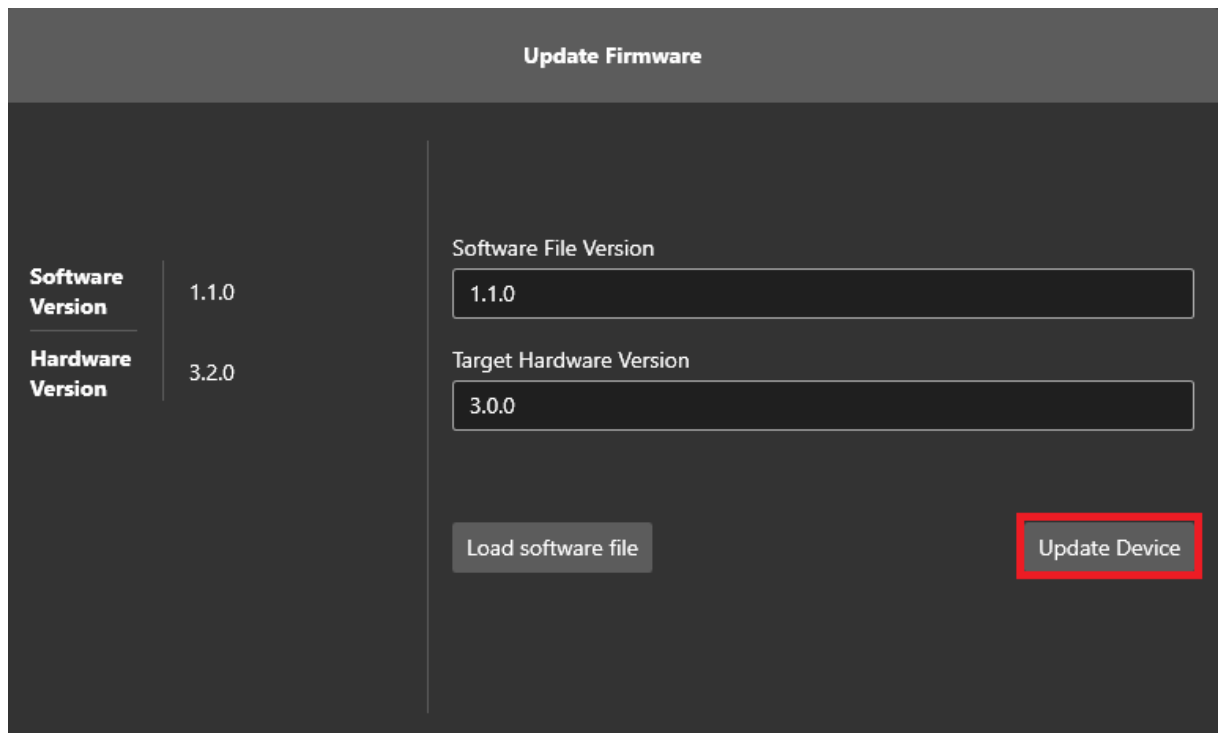 Update Firmware
Software
Version
1.1.0
Hardware
Version
3.2.0
Software File Version
1.1.0
Target Hardware Version
3.0.0
Load software file
Update Device